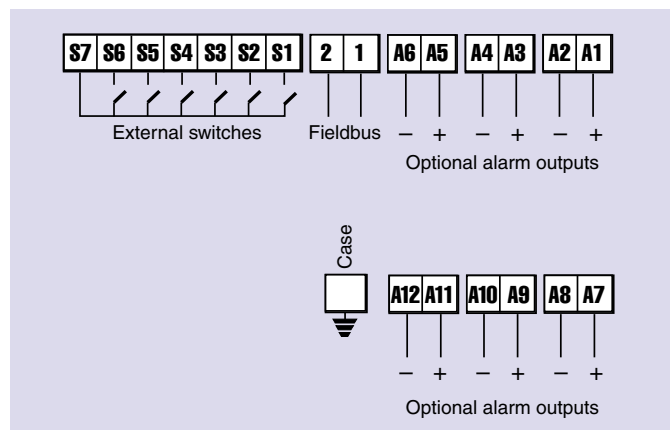 S7 S6 S5 S4 S3 S2 S1 2 1 A6 A5 A4 A3 A2 A1
− + − + − +
External switches Fieldbus
Optional alarm outputs
Case
A12 A11 A10 A9 A8 A7
− + − + − +
Optional alarm outputs